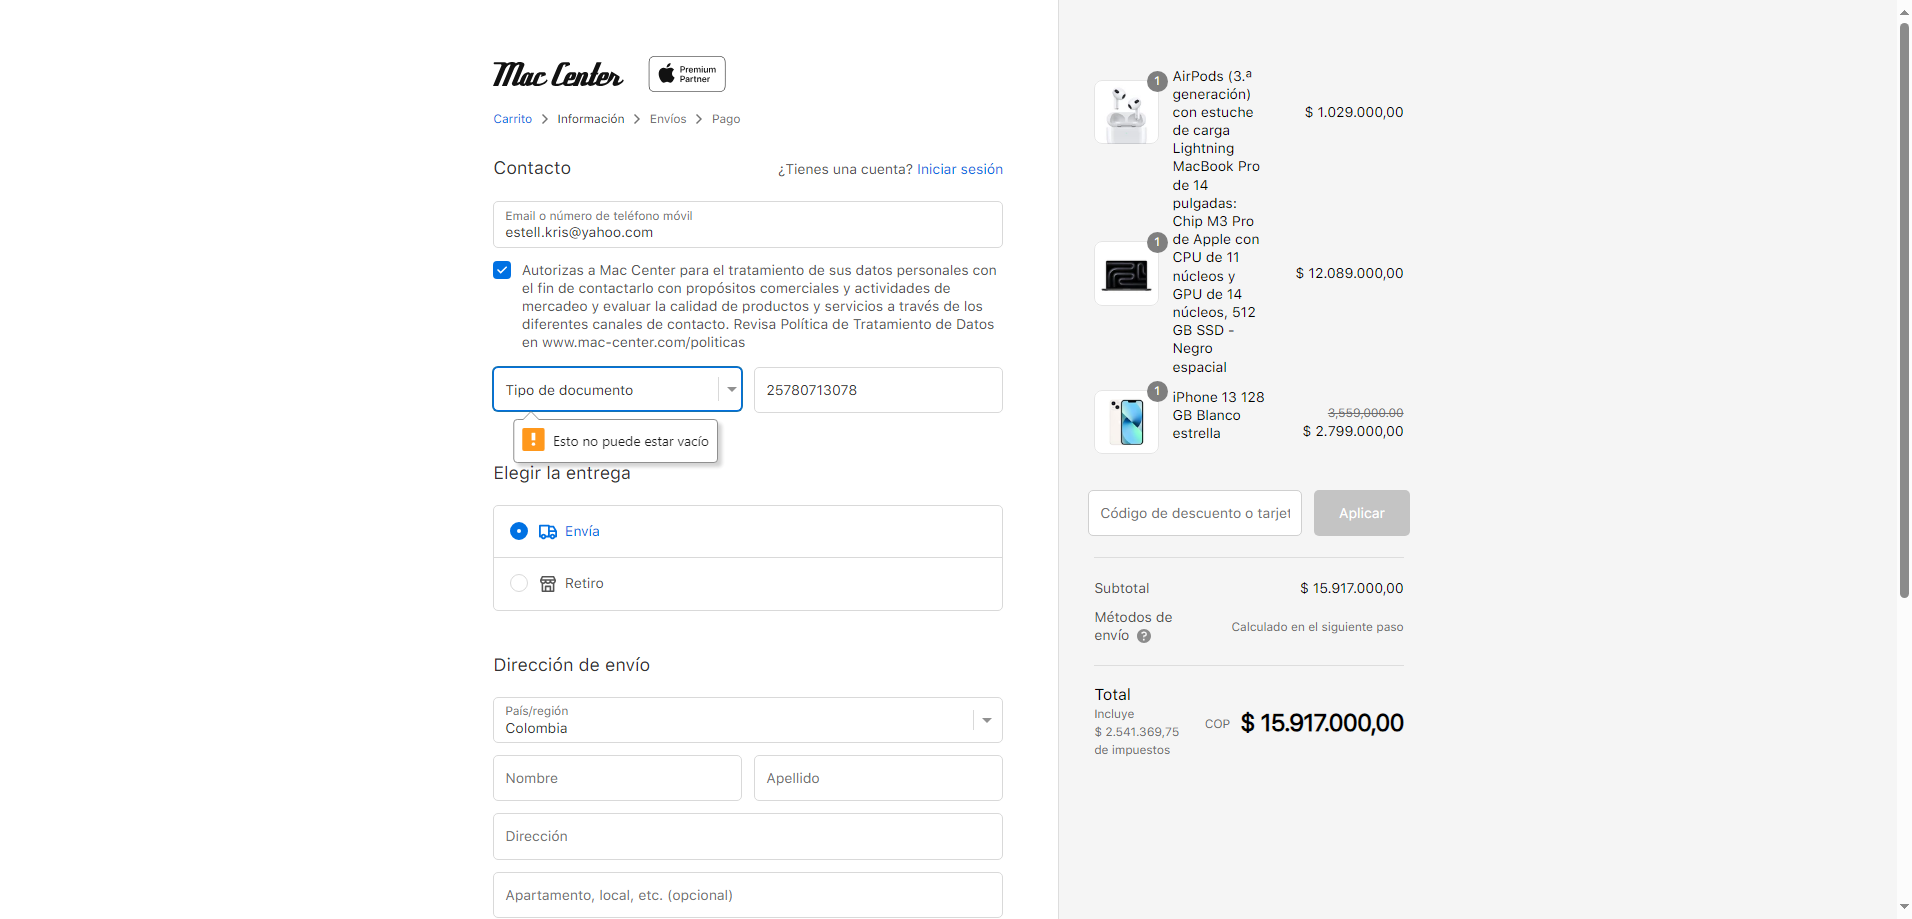 Mac Center
Premium
Partner
Carrito > Información > Envíos > Pago
Contacto
¿Tienes una cuenta? Iniciar sesión
Email o número de teléfono móvil
estell.kris@yahoo.com
Autorizas a Mac Center para el tratamiento de sus datos personales con
el fin de contactarlo con propósitos comerciales y actividades de
mercadeo y evaluar la calidad de productos y servicios a través de los
diferentes canales de contacto. Revisa Política de Tratamiento de Datos
en www.mac-center.com/politicas
Tipo de documento
25780713078
Esto no puede estar vacío
Elegir la entrega
Envía
Retiro
Dirección de envío
País/región
Colombia
Nombre
Apellido
Dirección
Apartamento, local, etc. (opcional)
1
AirPods (3.ª
generación)
con estuche
de carga
Lightning
$ 1.029.000,00
1
MacBook Pro
de 14
pulgadas:
Chip M3 Pro
de Apple con
CPU de 11
núcleos y
GPU de 14
núcleos, 512
GB SSD -
Negro
espacial
$ 12.089.000,00
1
iPhone 13 128
GB Blanco
estrella
3,559,000.00
$ 2.799.000,00
Código de descuento o tarjet
Aplicar
Subtotal
$ 15.917.000,00
Métodos de
envío ?
Calculado en el siguiente paso
Total
Incluye
$ 2.541.369,75
de impuestos
COP $ 15.917.000,00